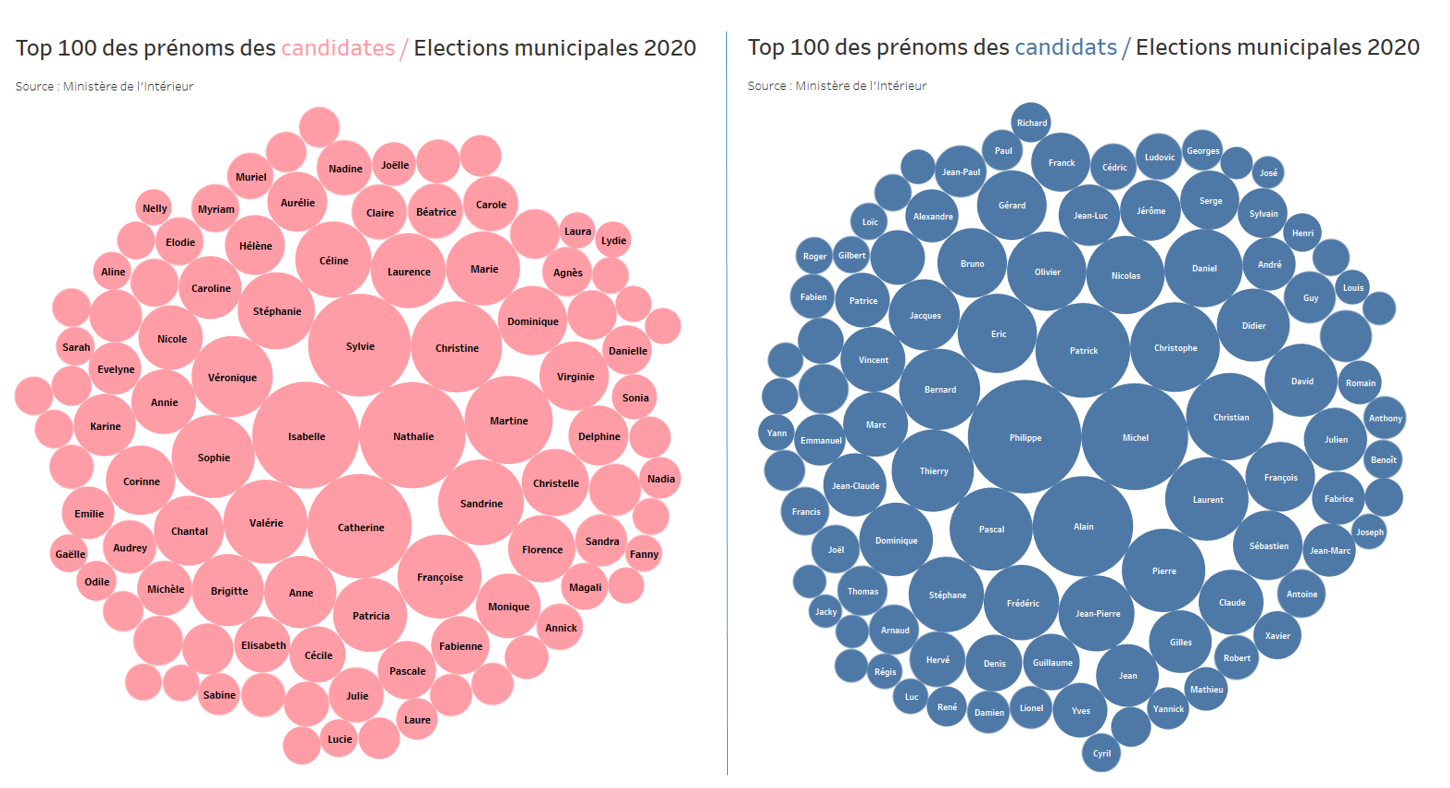 Top 100 des prénoms des candidates / Elections municipales 2020
Source : Ministère de l'Intérieur
Nadine
Joëlle
Muriel
Aurélie
Claire
Béatrice
Carole
Nelly
Myriam
Elodie
Hélène
Laura
Lydie
Céline
Laurence
Marie
Agnès
Aline
Caroline
Stéphanie
Dominique
Nicole
Sylvie
Christine
Sarah
Danielle
Evelyne
Véronique
Virginie
Annie
Sonia
Karine
Isabelle
Nathalie
Martine
Delphine
Sophie
Corinne
Christelle
Nadia
Emilie
Chantal
Valérie
Catherine
Sandrine
Gaëlle
Audrey
Florence
Sandra
Fanny
Odile
Michèle
Brigitte
Anne
Françoise
Magali
Patricia
Monique
Annick
Elisabeth
Cécile
Fabienne
Pascale
Sabine
Julie
Laure
Lucie
Top 100 des prénoms des candidats / Elections municipales 2020
Source : Ministère de l'Intérieur
Richard
Paul
Franck
Cédric
Ludovic
Georges
Jean-Paul
José
Loïc
Alexandre
Gérard
Jean-Luc
Jérôme
Serge
Sylvain
Henri
Roger
Gilbert
Bruno
Olivier
Nicolas
Daniel
André
Fabien
Patrice
Jacques
Guy
Louis
Eric
Didier
Vincent
Patrick
Christophe
Bernard
David
Romain
Yann
Emmanuel
Marc
Philippe
Michel
Christian
Anthony
Julien
Benoît
Thierry
Jean-Claude
François
Laurent
Fabrice
Francis
Pascal
Alain
Joseph
Joël
Dominique
Sébastien
Jean-Marc
Thomas
Stéphane
Frédéric
Jean-Pierre
Pierre
Claude
Antoine
Jacky
Arnaud
Gilles
Xavier
Régis
Hervé
Denis
Guillaume
Jean
Robert
Luc
René
Damien
Lionel
Yves
Yannick
Mathieu
Cyril